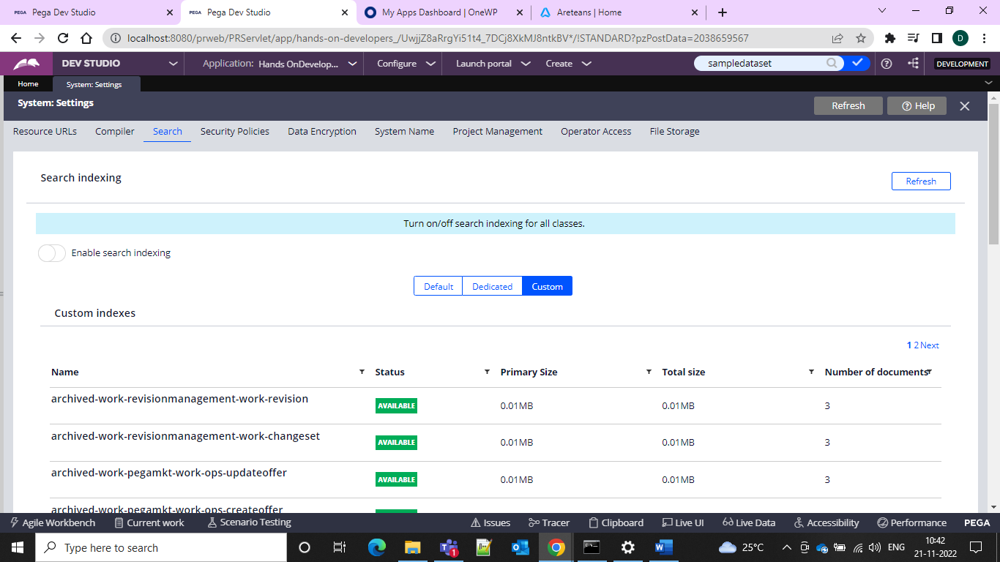 PEGA Pega Dev Studio
PEGA Pega Dev Studio
My Apps Dashboard | OneWP
Areteans | Home
localhost:8080/prweb/PRServlet/app/hands-on-developers_/UwjjZ8aRrgYi51t4_7DCj8XkMJ8ntkBV*/!STANDARD?pzPostData=2038659567
D
DEV STUDIO
Application: Hands OnDevelop...
Configure
Launch portal
Create
sampledataset
DEVELOPMENT
Home
System: Settings
System: Settings
Refresh
Help
Resource URLs
Compiler
Search
Security Policies
Data Encryption
System Name
Project Management
Operator Access
File Storage
Search indexing
Refresh
Turn on/off search indexing for all classes.
Enable search indexing
Default
Dedicated
Custom
Custom indexes
1 2 Next
Name Status Primary Size Total size Number of documents
archived-work-revisionmanagement-work-revision AVAILABLE 0.01MB 0.01MB 3
archived-work-revisionmanagement-work-changeset AVAILABLE 0.01MB 0.01MB 3
archived-work-pegamkt-work-ops-updateoffer AVAILABLE 0.01MB 0.01MB 3
archived-work-pegamkt-work-ops-createoffer
Agile Workbench
Current work
Scenario Testing
Issues
Tracer
Clipboard
Live UI
Live Data
Accessibility
Performance
PEGA
Type here to search
1
25°C
ENG
10:42
21-11-2022